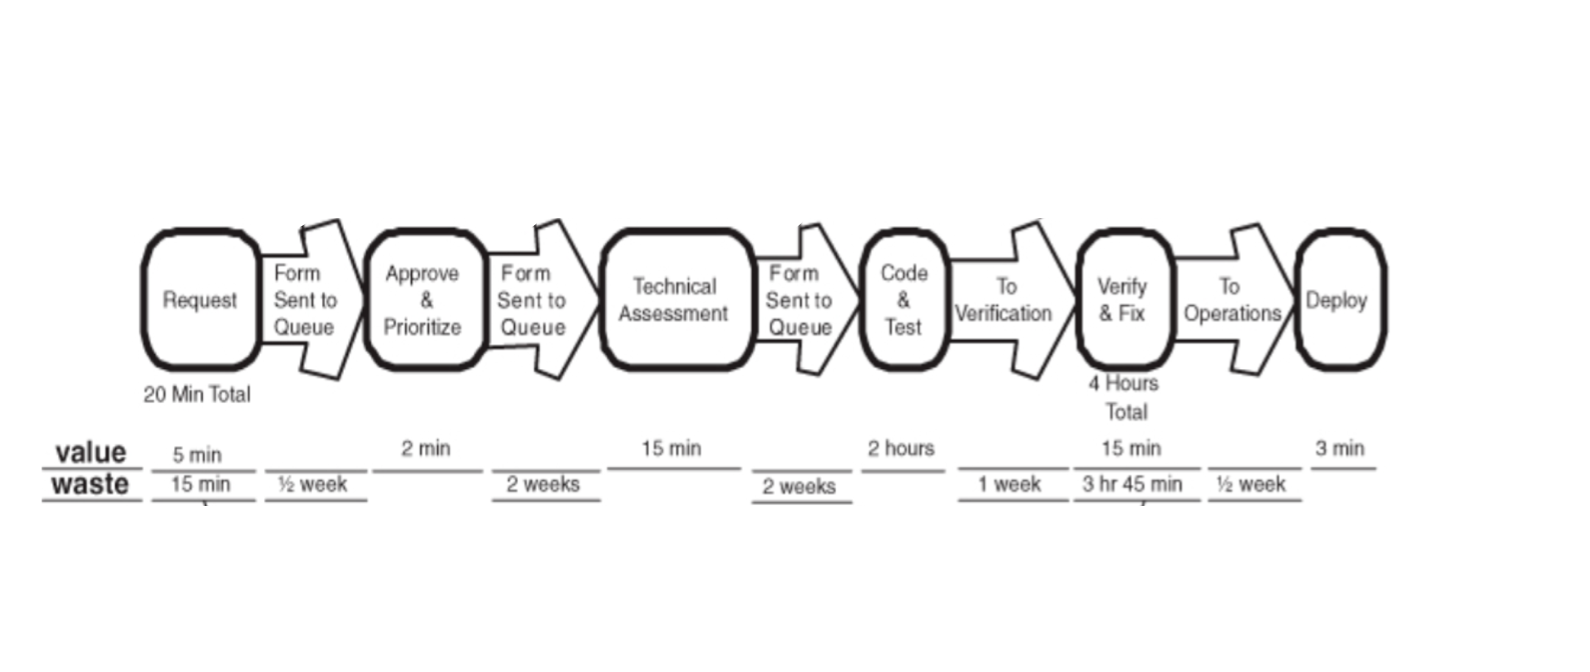 Request
Form
Sent to
Queue
Approve
&
Prioritize
Form
Sent to
Queue
Technical
Assessment
Form
Sent to
Queue
Code
&
Test
To
Verification
Verify
& Fix
To
Operations
Deploy
20 Min Total
4 Hours
Total
value 5 min 2 min 15 min 2 hours 15 min 3 min
waste 15 min ½ week 2 weeks 2 weeks 1 week 3 hr 45 min ½ week